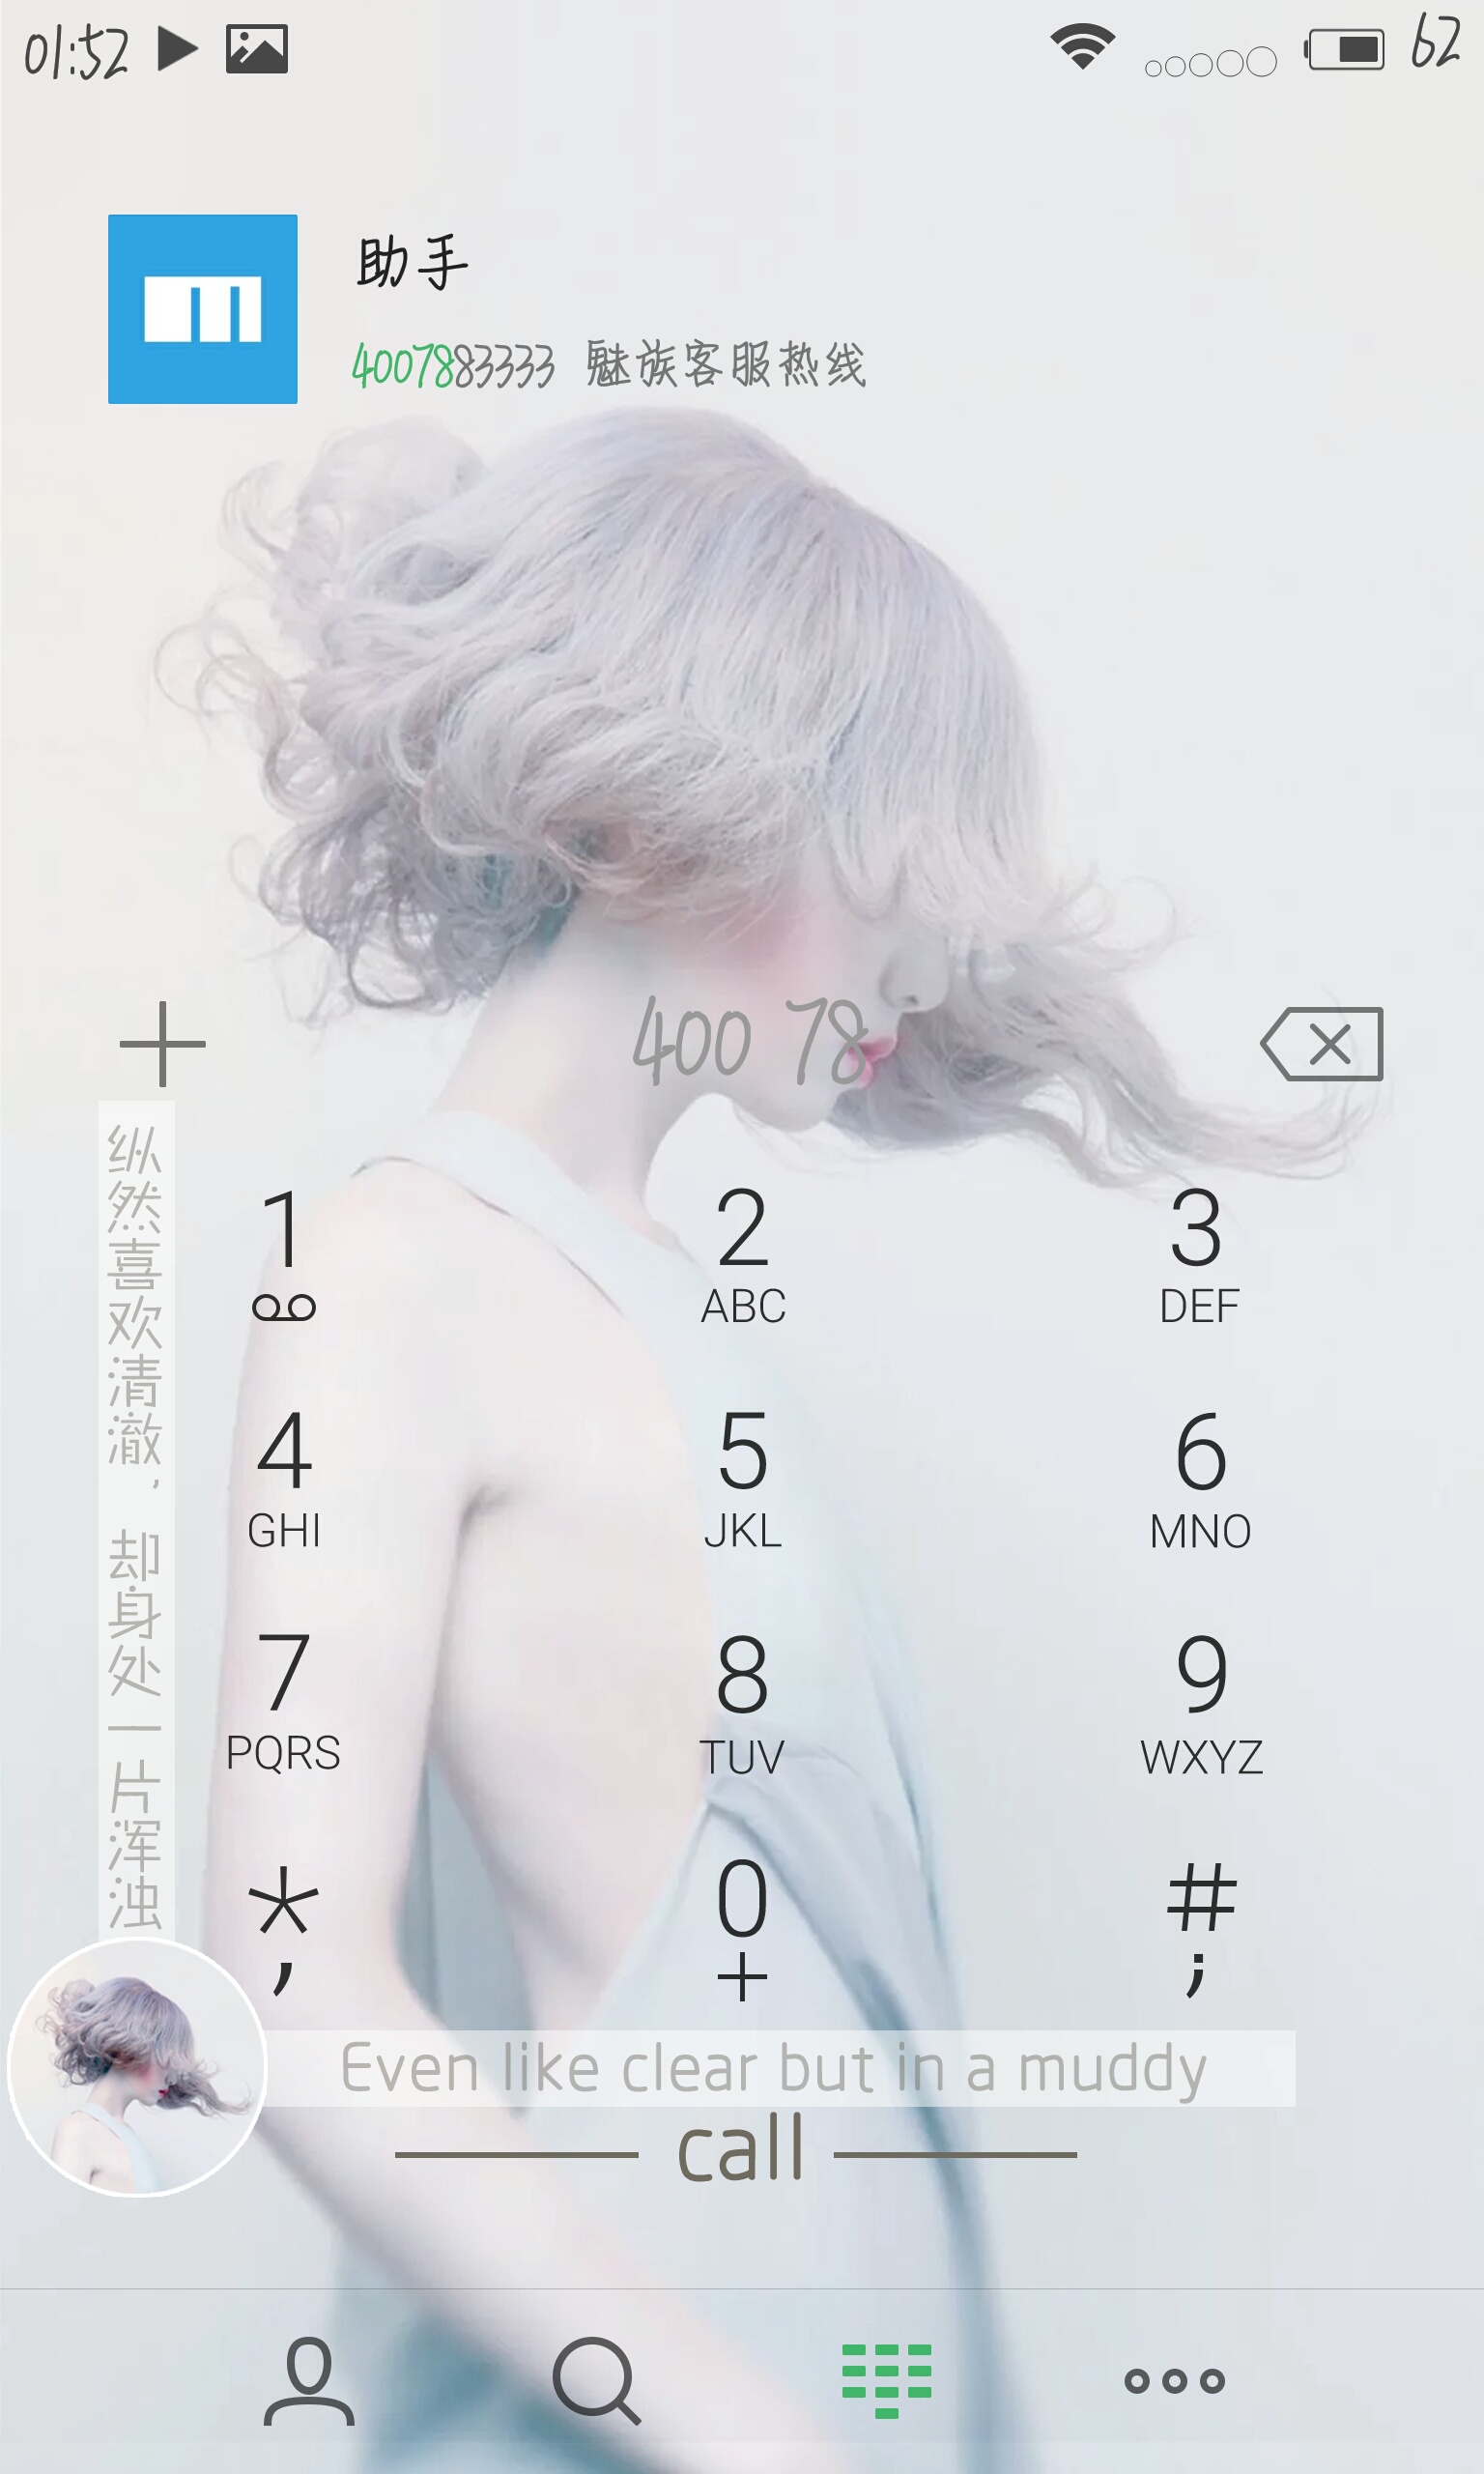 01:52 62
助手
4007883333 魅族客服热线
400 78
纵然喜欢清澈，却身处一片浑浊
1 2 3
ABC DEF
4 5 6
GHI JKL MNO
7 8 9
PQRS TUV WXYZ
* 0 #
, + ;
Even like clear but in a muddy
call